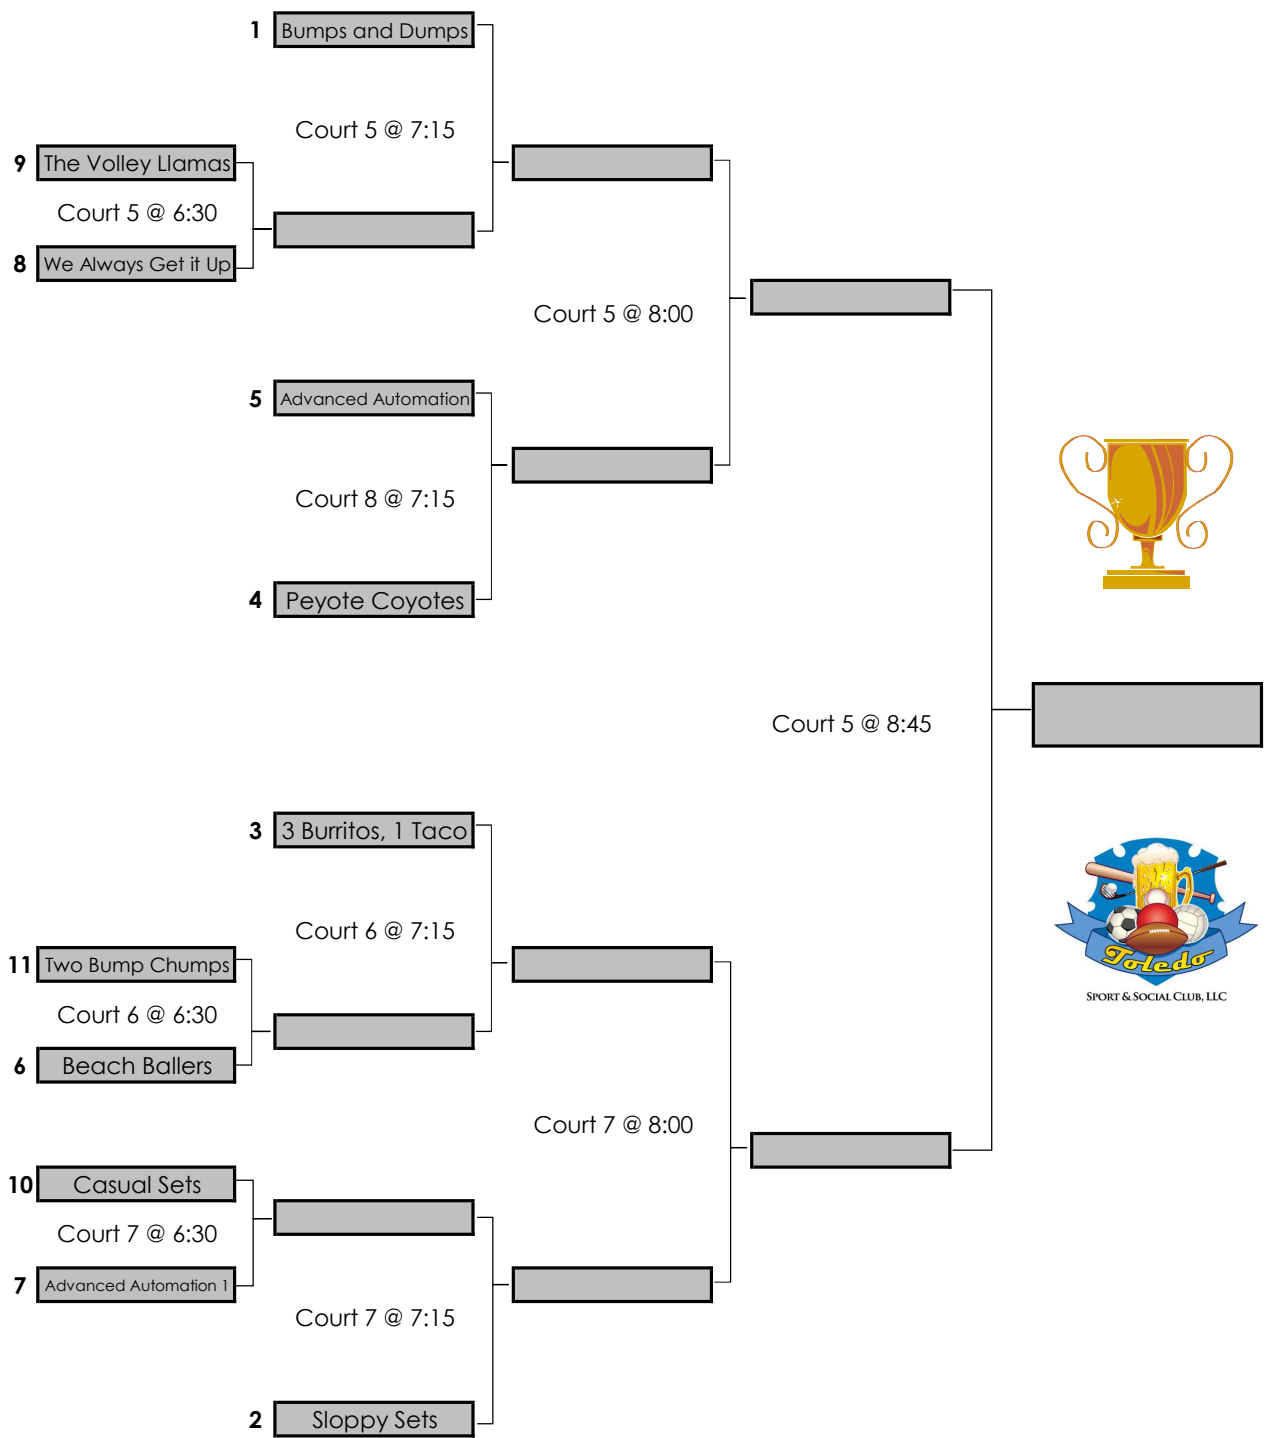 1 Bumps and Dumps
Court 5 @ 7:15
9 The Volley Llamas
Court 5 @ 6:30
8 We Always Get it Up
Court 5 @ 8:00
5 Advanced Automation
Court 8 @ 7:15
4 Peyote Coyotes
Court 5 @ 8:45
3 3 Burritos, 1 Taco
Court 6 @ 7:15
11 Two Bump Chumps
Court 6 @ 6:30
6 Beach Ballers
Toledo
SPORT & SOCIAL CLUB, LLC
Court 7 @ 8:00
10 Casual Sets
Court 7 @ 6:30
7 Advanced Automation 1
Court 7 @ 7:15
2 Sloppy Sets